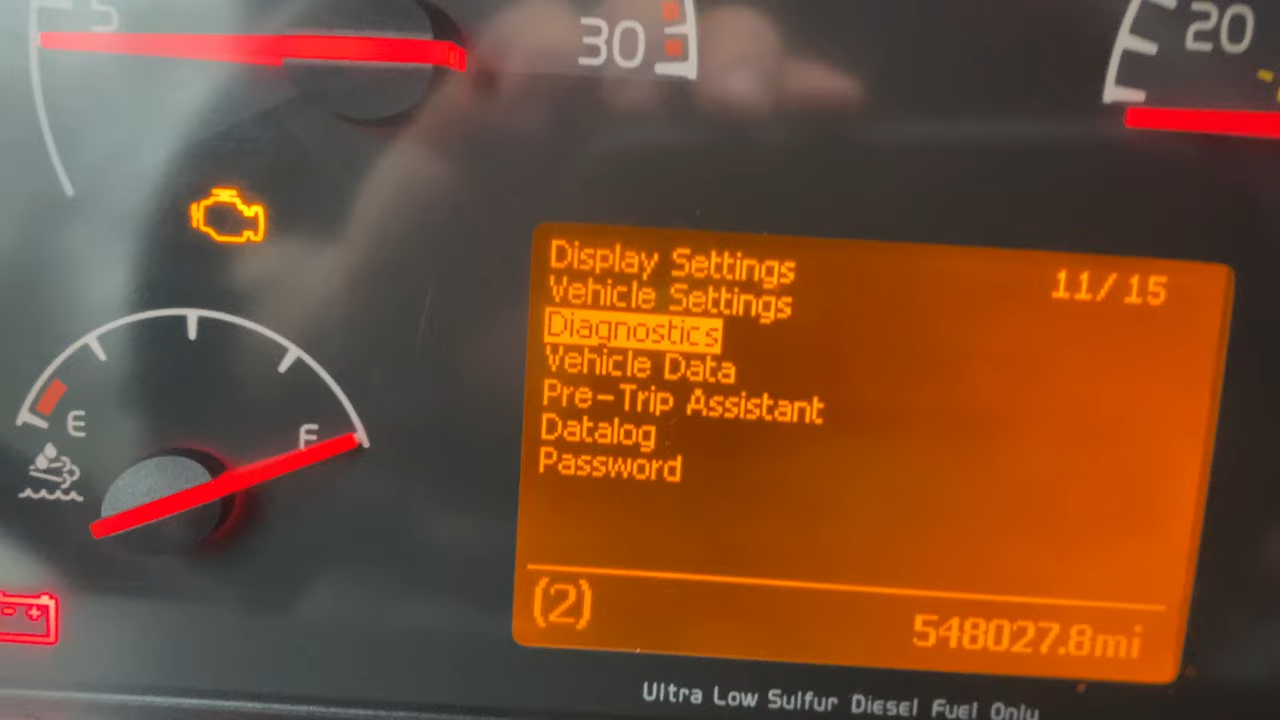 5
30
20
Display Settings
11/15
Vehicle Settings
Diagnostics
Vehicle Data
Pre-Trip Assistant
Datalog
Password
E
F
(2)
548027.8mi
Ultra Low Sulfur Diesel Fuel Only